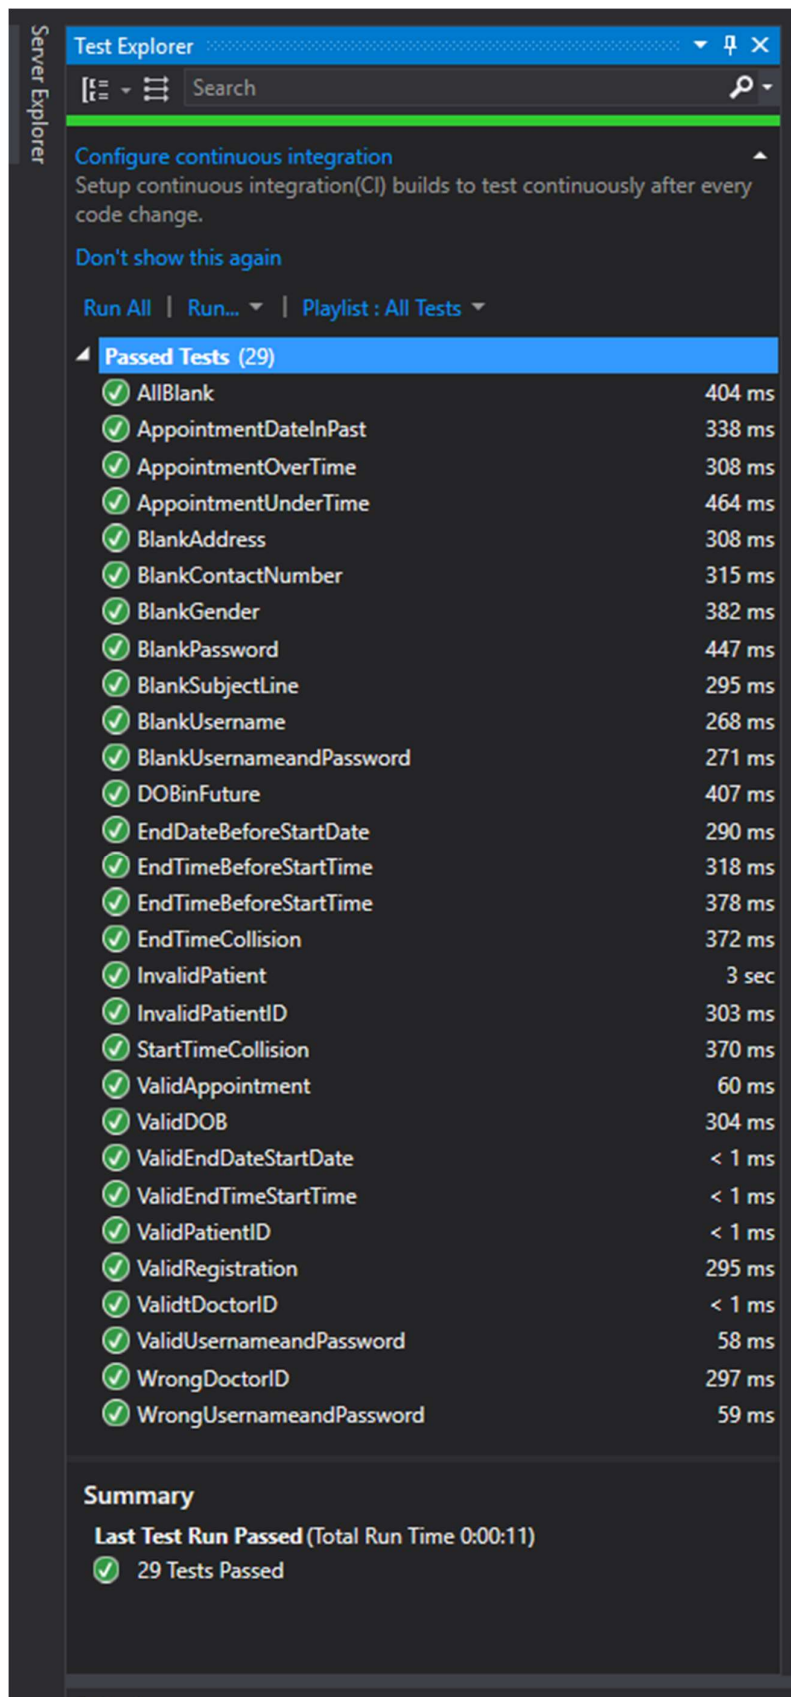 Server Explorer
Test Explorer
Search
Configure continuous integration
Setup continuous integration(CI) builds to test continuously after every
code change.
Don't show this again
Run All | Run... | Playlist : All Tests
Passed Tests (29)
AllBlank 404 ms
AppointmentDateInPast 338 ms
AppointmentOverTime 308 ms
AppointmentUnderTime 464 ms
BlankAddress 308 ms
BlankContactNumber 315 ms
BlankGender 382 ms
BlankPassword 447 ms
BlankSubjectLine 295 ms
BlankUsername 268 ms
BlankUsernameandPassword 271 ms
DOBinFuture 407 ms
EndDateBeforeStartDate 290 ms
EndTimeBeforeStartTime 318 ms
EndTimeBeforeStartTime 378 ms
EndTimeCollision 372 ms
InvalidPatient 3 sec
InvalidPatientID 303 ms
StartTimeCollision 370 ms
ValidAppointment 60 ms
ValidDOB 304 ms
ValidEndDateStartDate < 1 ms
ValidEndTimeStartTime < 1 ms
ValidPatientID < 1 ms
ValidRegistration 295 ms
ValidtDoctorID < 1 ms
ValidUsernameandPassword 58 ms
WrongDoctorID 297 ms
WrongUsernameandPassword 59 ms
Summary
Last Test Run Passed (Total Run Time 0:00:11)
29 Tests Passed